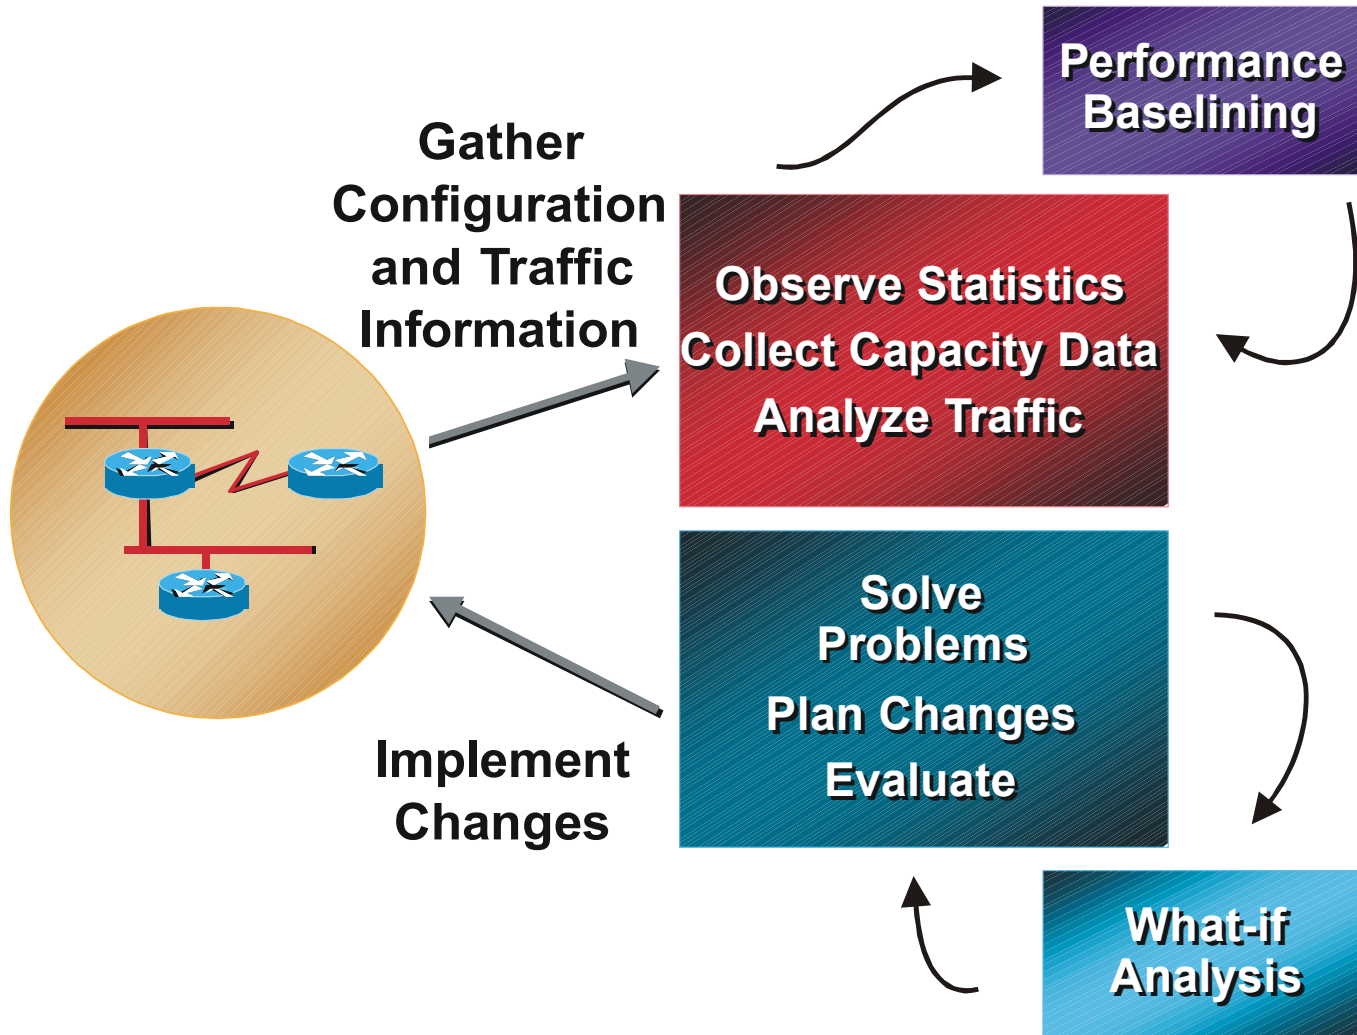 Performance
Baselining
Gather
Configuration
and Traffic
Information
Observe Statistics
Collect Capacity Data
Analyze Traffic
Solve
Problems
Plan Changes
Evaluate
Implement
Changes
What-if
Analysis